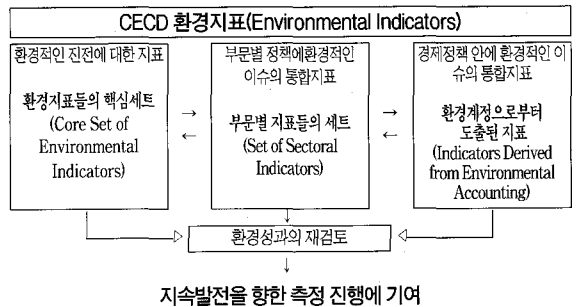 CECD 환경지표(Environmental Indicators)
환경적인 진전에 대한 지표
환경지표들의 핵심세트
(Core Set of
Environmental
Indicators)
부문별 정책에환경적인
이슈의 통합지표
부문별 지표들의 세트
(Set of Sectoral
Indicators)
경제정책 안에 환경적인 이
슈의 통합지표
환경계정으로부터
도출된 지표
(Indicators Derived
from Environmental
Accounting)
환경성과의 재검토
지속발전을 향한 측정 진행에 기여